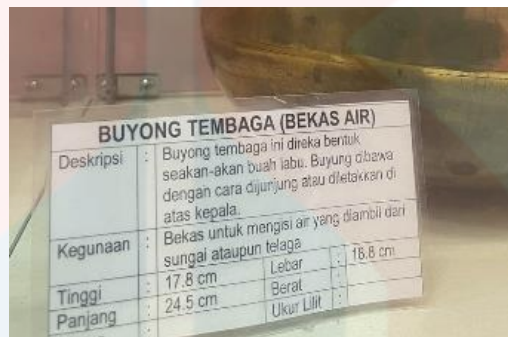 BUYONG TEMBAGA (BEKAS AIR)
Deskripsi : Buyong tembaga ini direka bentuk
seakan-akan buah labu. Buyung dibawa
dengan cara dijunjung atau diletakkan di
atas kepala.
Kegunaan : Bekas untuk mengisi air yang diambil dari
sungai ataupun telaga
Tinggi : 17.8 cm Lebar : 16.8 cm
Panjang : 24.5 cm Berat :
Ukur Lilit :